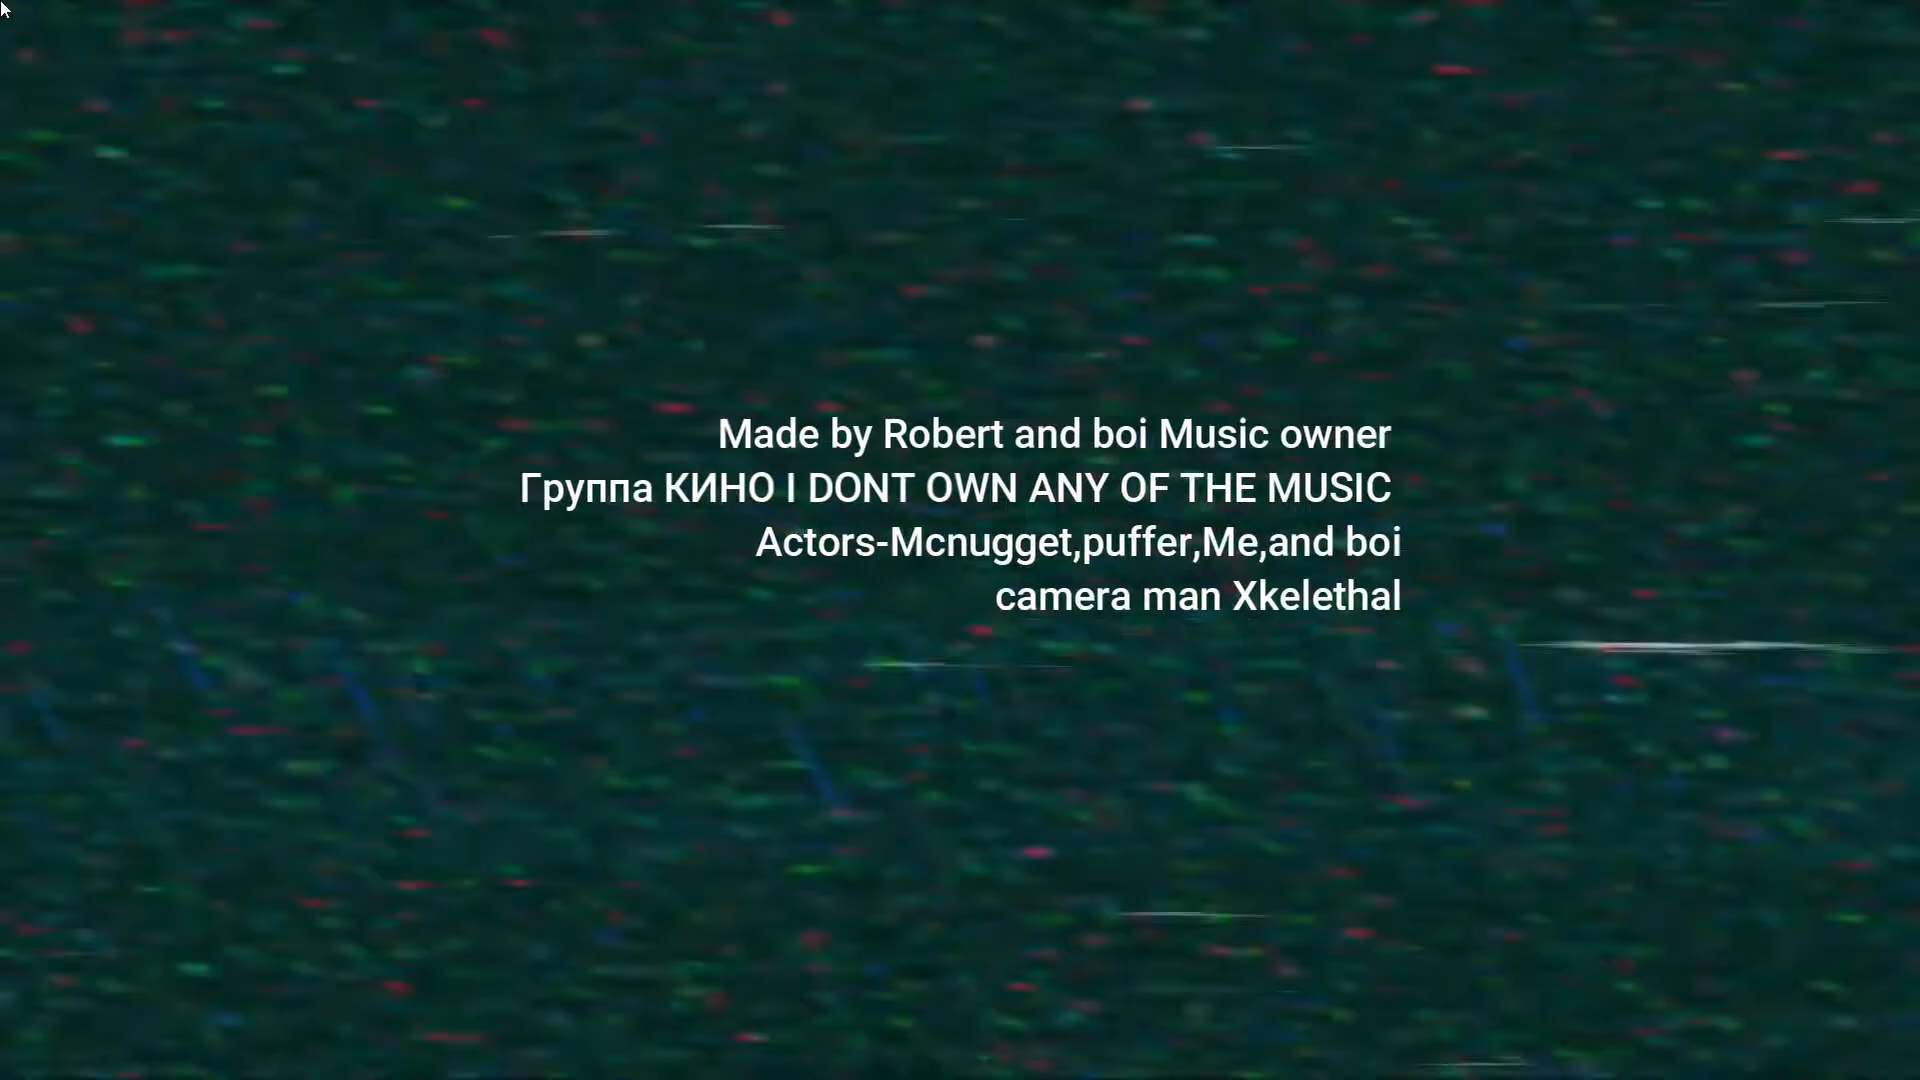 Made by Robert and boi Music owner
Группа КИНО I DONT OWN ANY OF THE MUSIC
Actors-Mcnugget,puffer,Me,and boi
camera man Xkelethal